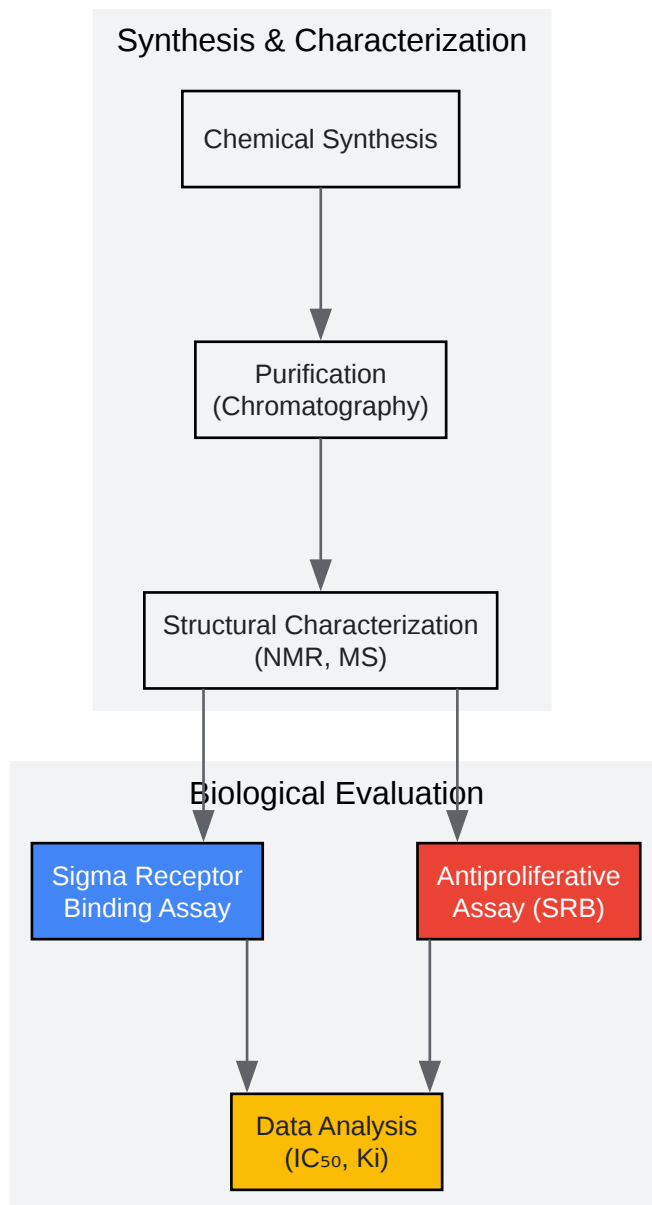 Synthesis & Characterization
Chemical Synthesis
Purification
(Chromatography)
Structural Characterization
(NMR, MS)
Biological Evaluation
Sigma Receptor
Binding Assay
Antiproliferative
Assay (SRB)
Data Analysis
(IC₅₀, Ki)